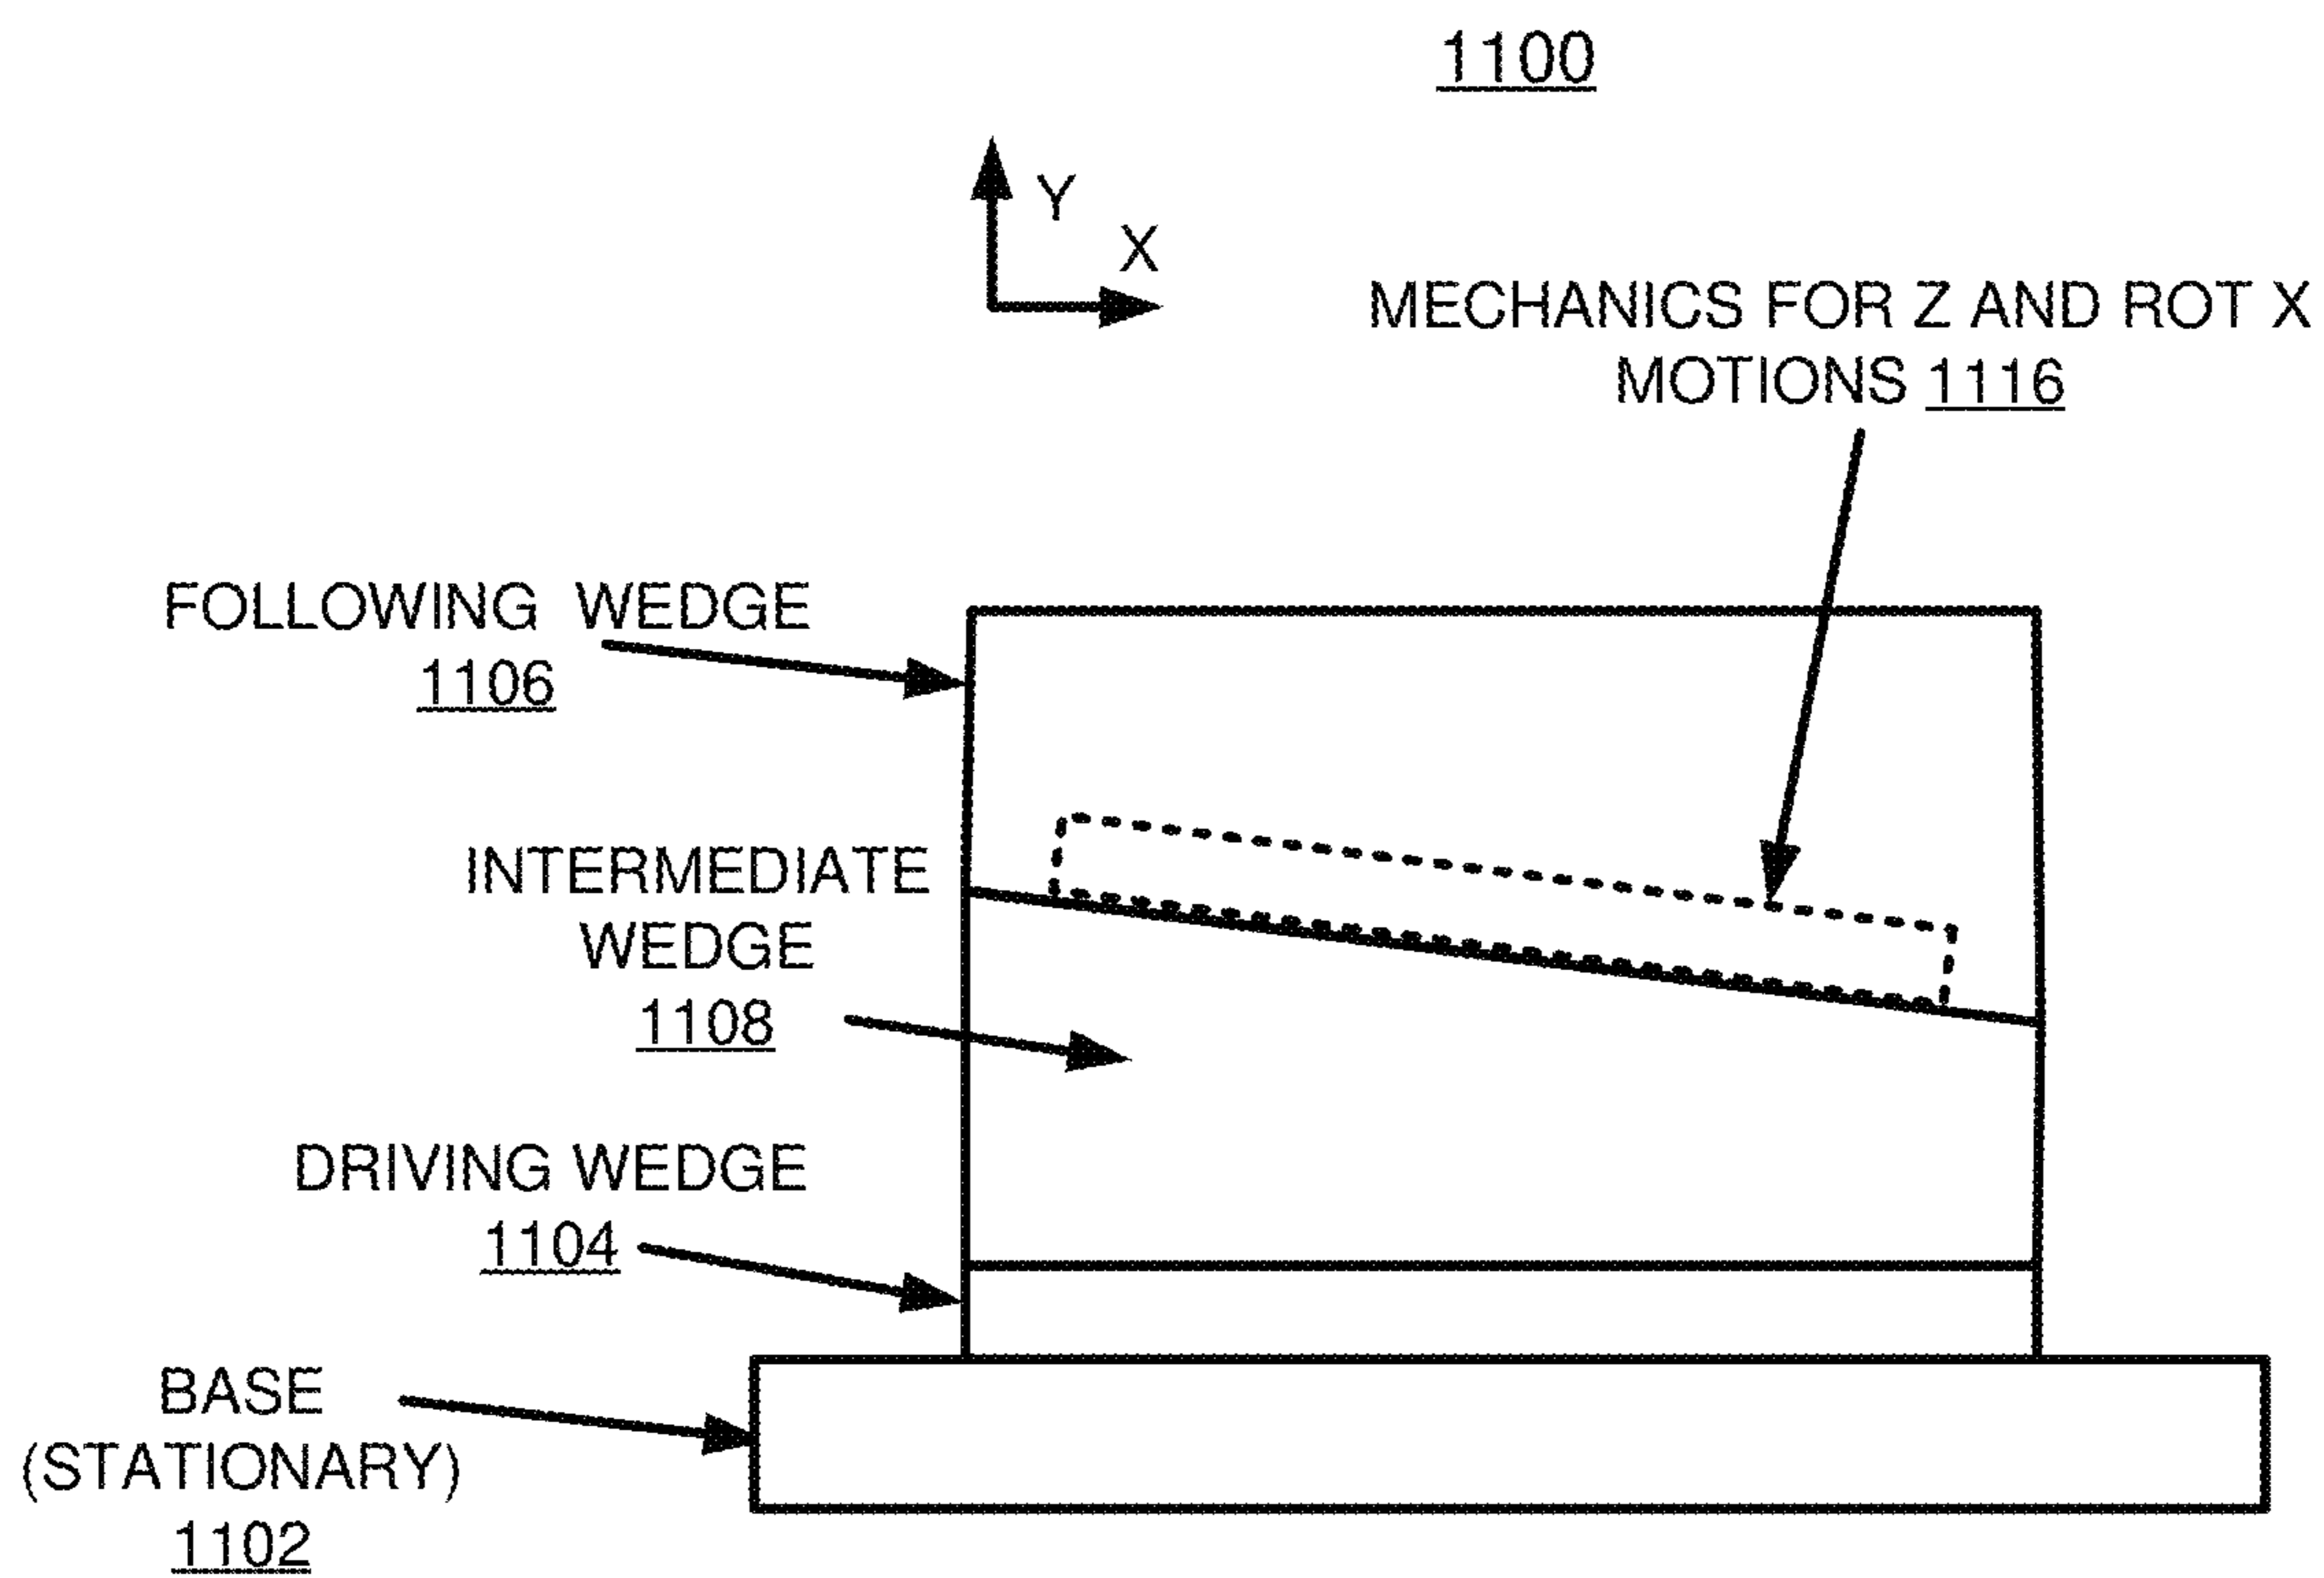 1100
Y
X
MECHANICS FOR Z AND ROT X
MOTIONS 1116
FOLLOWING WEDGE
1106
INTERMEDIATE
WEDGE
1108
DRIVING WEDGE
1104
BASE
(STATIONARY)
1102